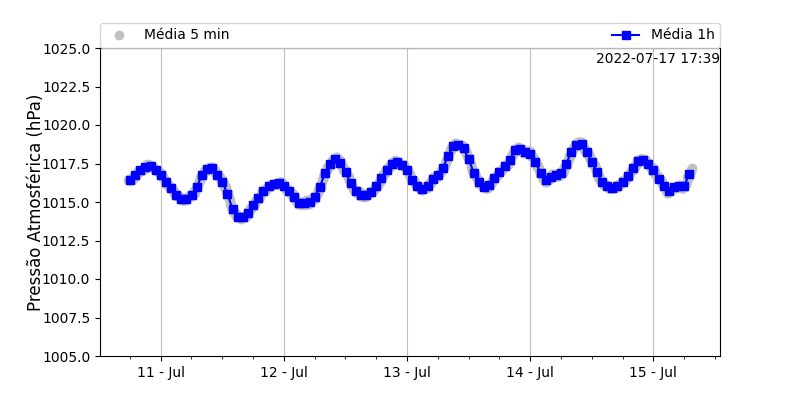 Média 5 min
Média 1h
2022-07-17 17:39
Pressão Atmosférica (hPa)
1025.0
1022.5
1020.0
1017.5
1015.0
1012.5
1010.0
1007.5
1005.0
11 - Jul
12 - Jul
13 - Jul
14 - Jul
15 - Jul